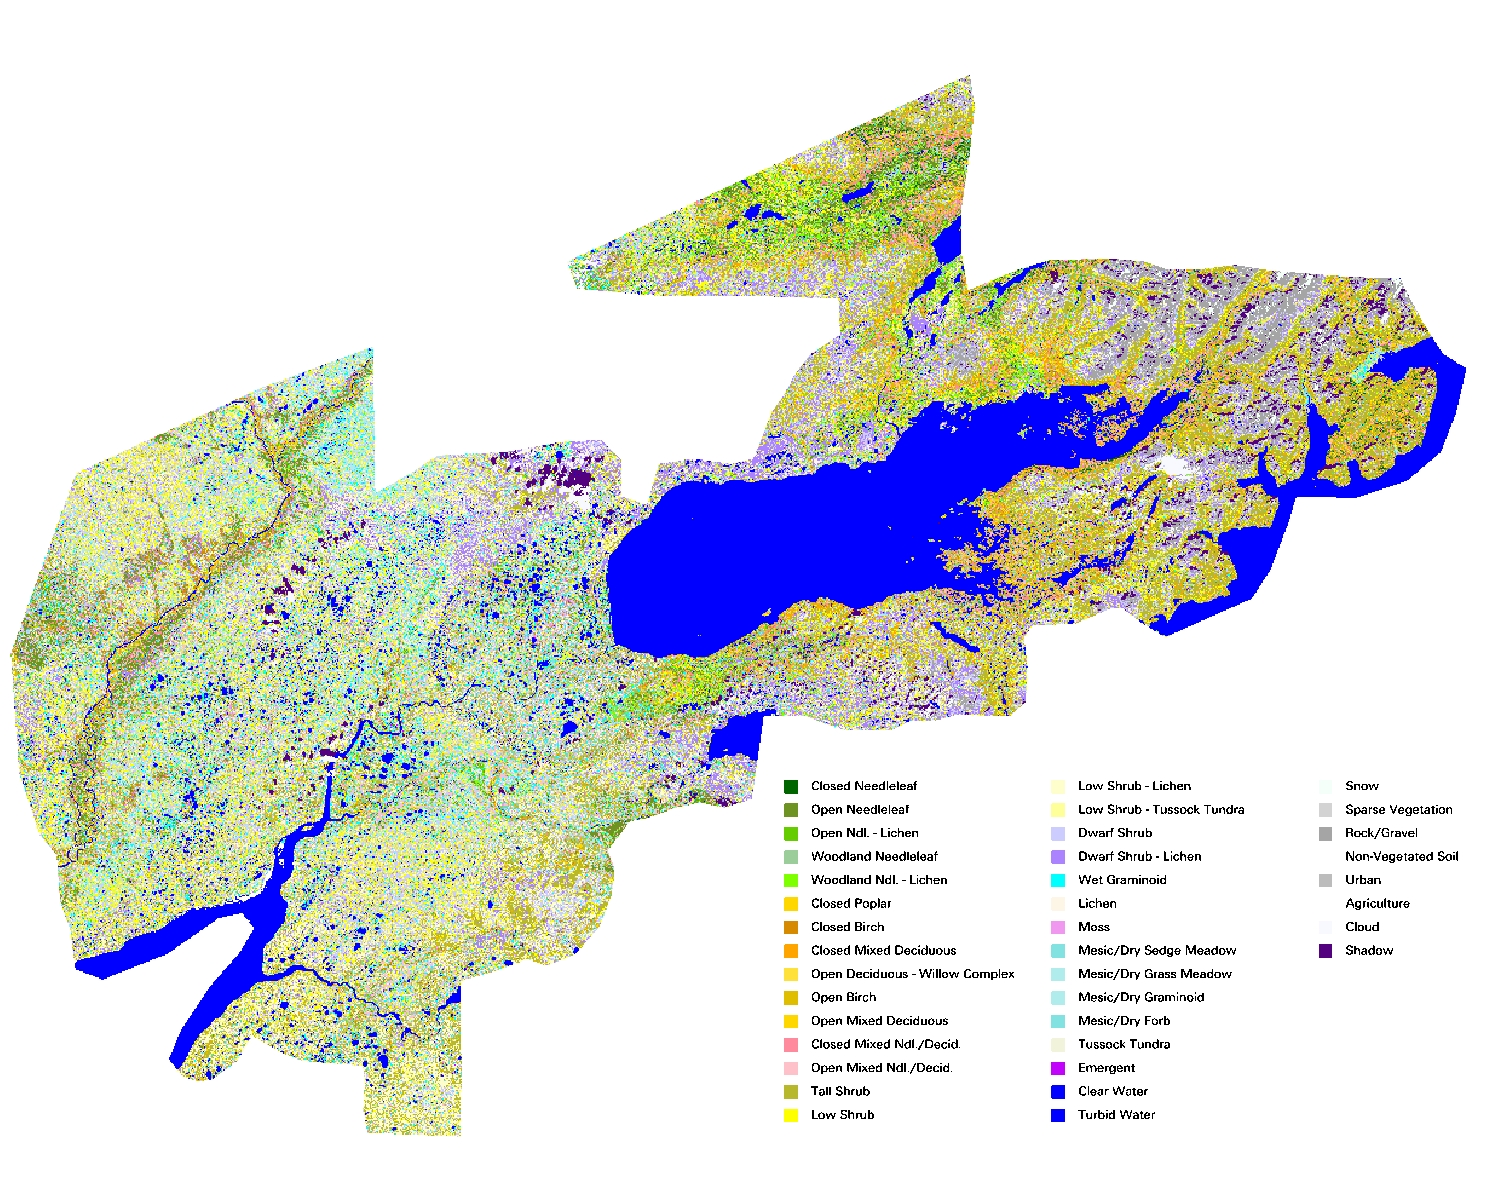 Closed Needleleaf
Open Needleleaf
Open Ndl. - Lichen
Woodland Needleleaf
Woodland Ndl. - Lichen
Closed Poplar
Closed Birch
Closed Mixed Deciduous
Open Deciduous - Willow Complex
Open Birch
Open Mixed Deciduous
Closed Mixed Ndl./Decid.
Open Mixed Ndl./Decid.
Tall Shrub
Low Shrub
Low Shrub - Lichen
Low Shrub - Tussock Tundra
Dwarf Shrub
Dwarf Shrub - Lichen
Wet Graminoid
Lichen
Moss
Mesic/Dry Sedge Meadow
Mesic/Dry Grass Meadow
Mesic/Dry Graminoid
Mesic/Dry Forb
Tussock Tundra
Emergent
Clear Water
Turbid Water
Snow
Sparse Vegetation
Rock/Gravel
Non-Vegetated Soil
Urban
Agriculture
Cloud
Shadow